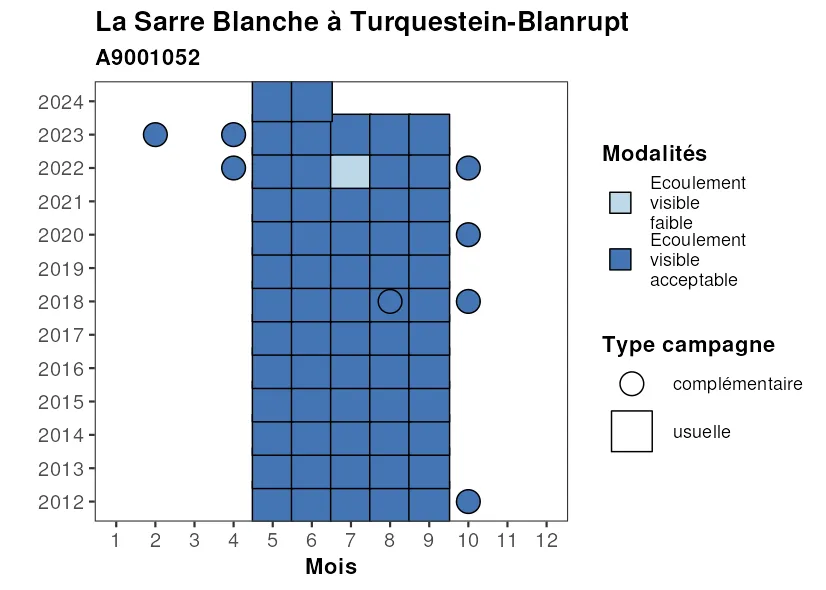 La Sarre Blanche à Turquestein-Blanrupt
A9001052
2024
2023
2022
2021
2020
2019
2018
2017
2016
2015
2014
2013
2012
1 2 3 4 5 6 7 8 9 10 11 12
Mois
Modalités
Ecoulement
visible
faible
Ecoulement
visible
acceptable
Type campagne
complémentaire
usuelle